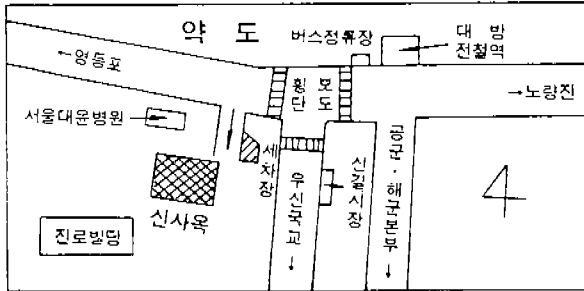 약 도
버스정류장
대 방
전철역
←영등포
횡단
보도
→노량진
서울대윤병원
세차장
우신국교
신길시장
공군·해군본부
신사옥
진로빌딩
4